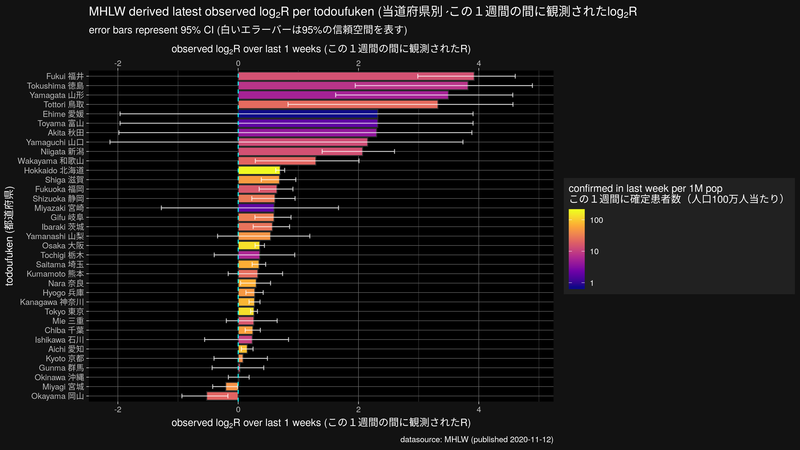 MHLW derived latest observed log2R per todoufuken (当道府県別 この１週間の間に観測されたlog2R
error bars represent 95% CI (白いエラーバーは95%の信頼空間を表す)
observed log2R over last 1 weeks (この１週間の間に観測されたR)
-2 0 2 4
Fukui 福井
Tokushima 徳島
Yamagata 山形
Tottori 鳥取
Ehime 愛媛
Toyama 富山
Akita 秋田
Yamaguchi 山口
Niigata 新潟
Wakayama 和歌山
Hokkaido 北海道
Shiga 滋賀
Fukuoka 福岡
Shizuoka 静岡
Miyazaki 宮崎
Gifu 岐阜
Ibaraki 茨城
Yamanashi 山梨
Osaka 大阪
Tochigi 栃木
Saitama 埼玉
Kumamoto 熊本
Nara 奈良
Hyogo 兵庫
Kanagawa 神奈川
Tokyo 東京
Mie 三重
Chiba 千葉
Ishikawa 石川
Aichi 愛知
Kyoto 京都
Gunma 群馬
Okinawa 沖縄
Miyagi 宮城
Okayama 岡山
-2 0 2 4
observed log2R over last 1 weeks (この１週間の間に観測されたR)
todoufuken (都道府県)
confirmed in last week per 1M pop
この１週間に確定患者数（人口100万人当たり）
100
10
1
datasource: MHLW (published 2020-11-12)